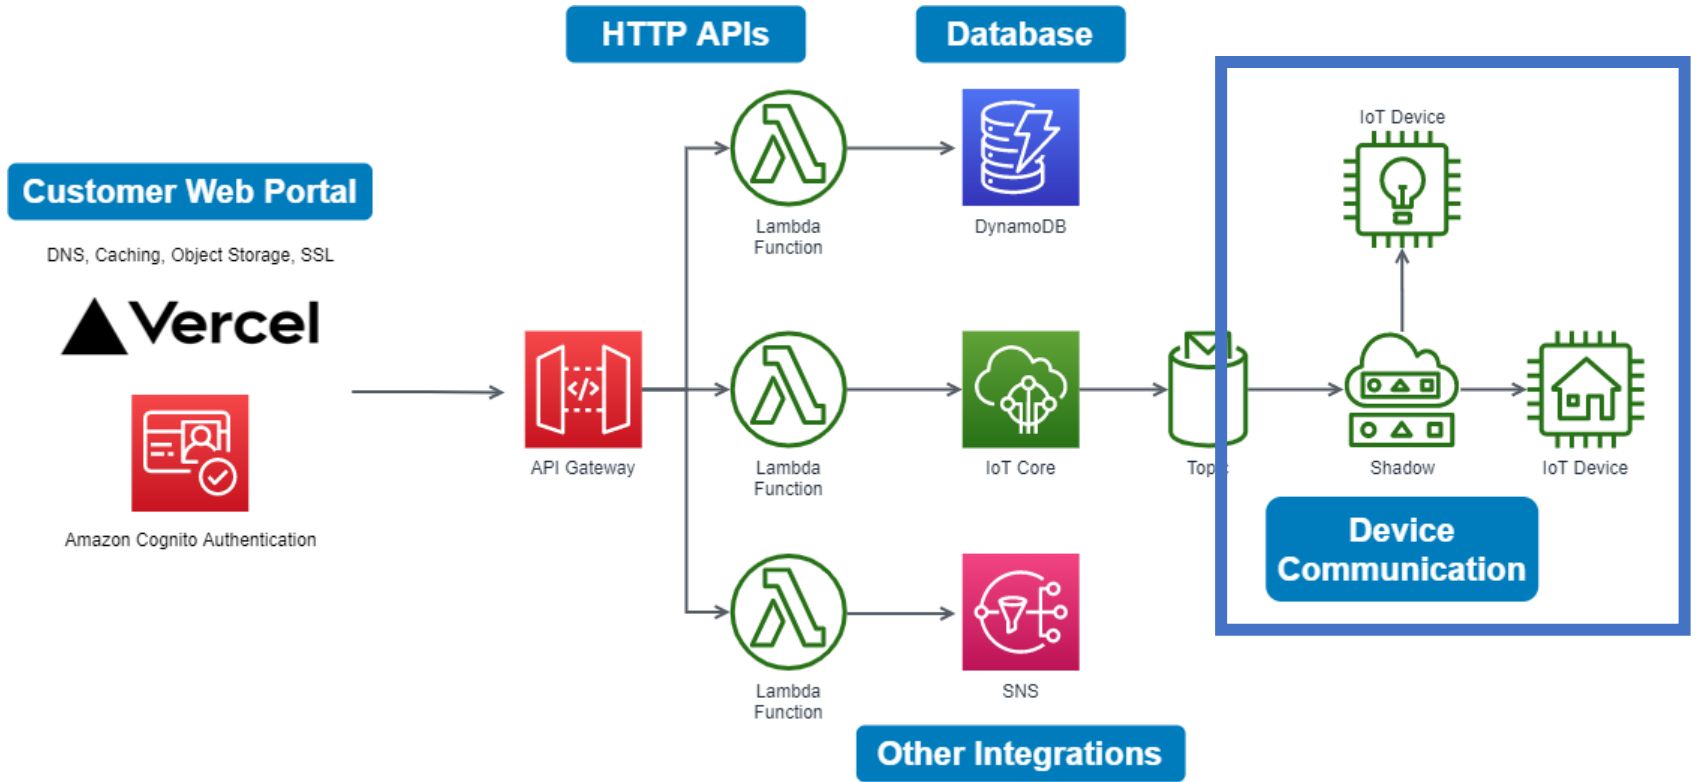 HTTP APIs
Database
Customer Web Portal
DNS, Caching, Object Storage, SSL
Vercel
Amazon Cognito Authentication
API Gateway
Lambda
Function
DynamoDB
Lambda
Function
IoT Core
Topic
Lambda
Function
SNS
Other Integrations
IoT Device
Shadow
IoT Device
Device
Communication